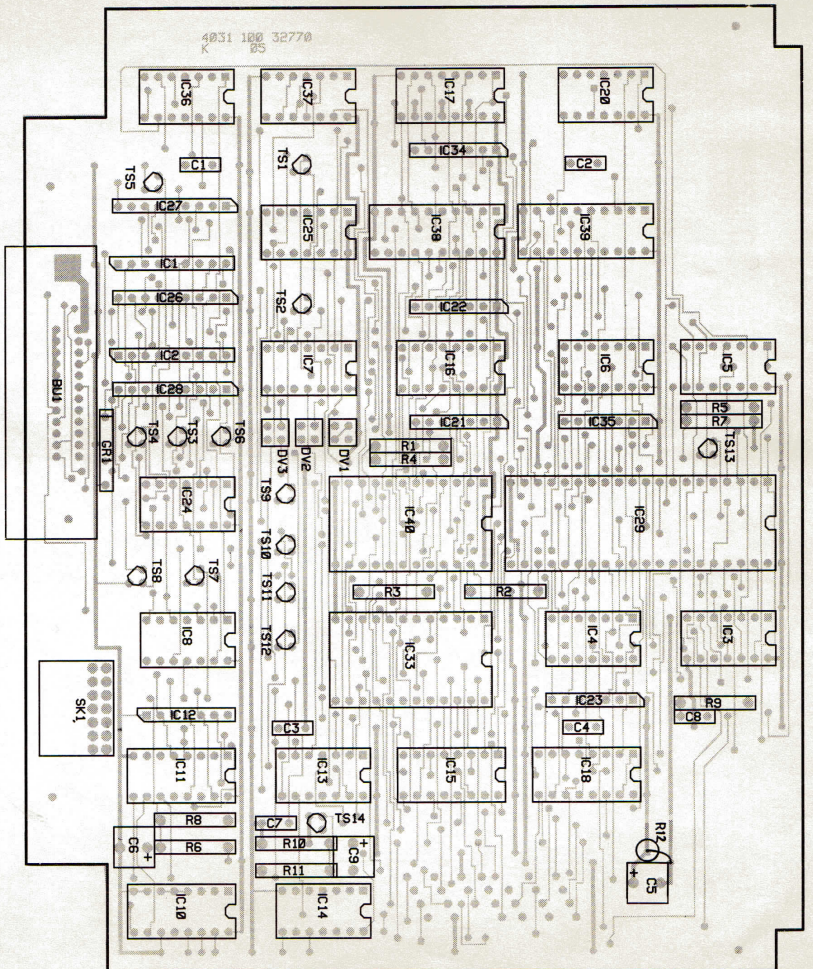 4031 100 32770
K 05
IC36
IC37
IC17
IC20
C1
TS1
IC34
C2
TS5
IC27
IC25
IC38
IC39
IC1
IC26
TS2
IC22
IC2
IC7
IC16
IC6
IC5
BU1
IC28
R5
GR1
TS4
TS3
TS6
DV3
DV2
DV1
IC21
IC35
R7
R1
R4
TS13
IC24
TS9
IC40
IC29
TS10
TS8
TS7
TS11
R3
R2
IC8
TS12
IC33
IC4
IC3
SK1
IC12
C3
IC23
R9
C4
C8
IC11
IC13
IC15
IC18
R8
C7
TS14
R12
C6
+
R6
R10
C9
+
R11
+
C5
IC10
IC14